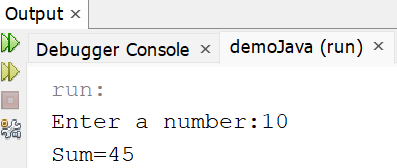 Output ×
Debugger Console × demoJava (run) ×
run:
Enter a number:10
Sum=45